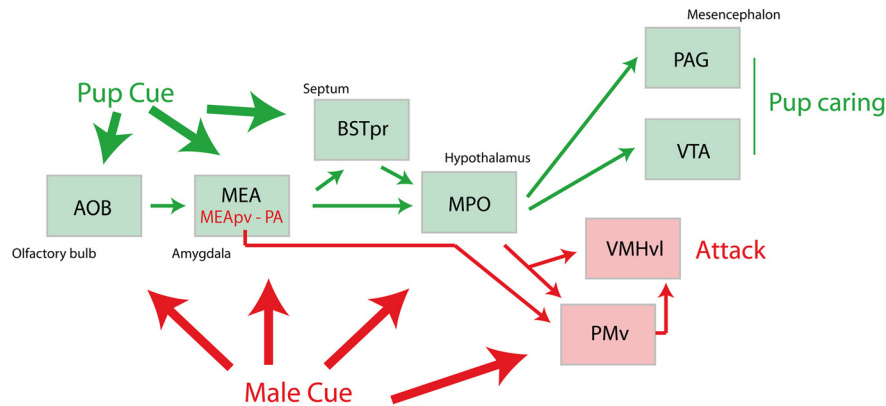 Mesencephalon
PAG
Pup Cue
Septum
BSTpr
Pup caring
VTA
Hypothalamus
AOB
MEA
MEApv - PA
MPO
Olfactory bulb
Amygdala
VMHvl
Attack
PMv
Male Cue